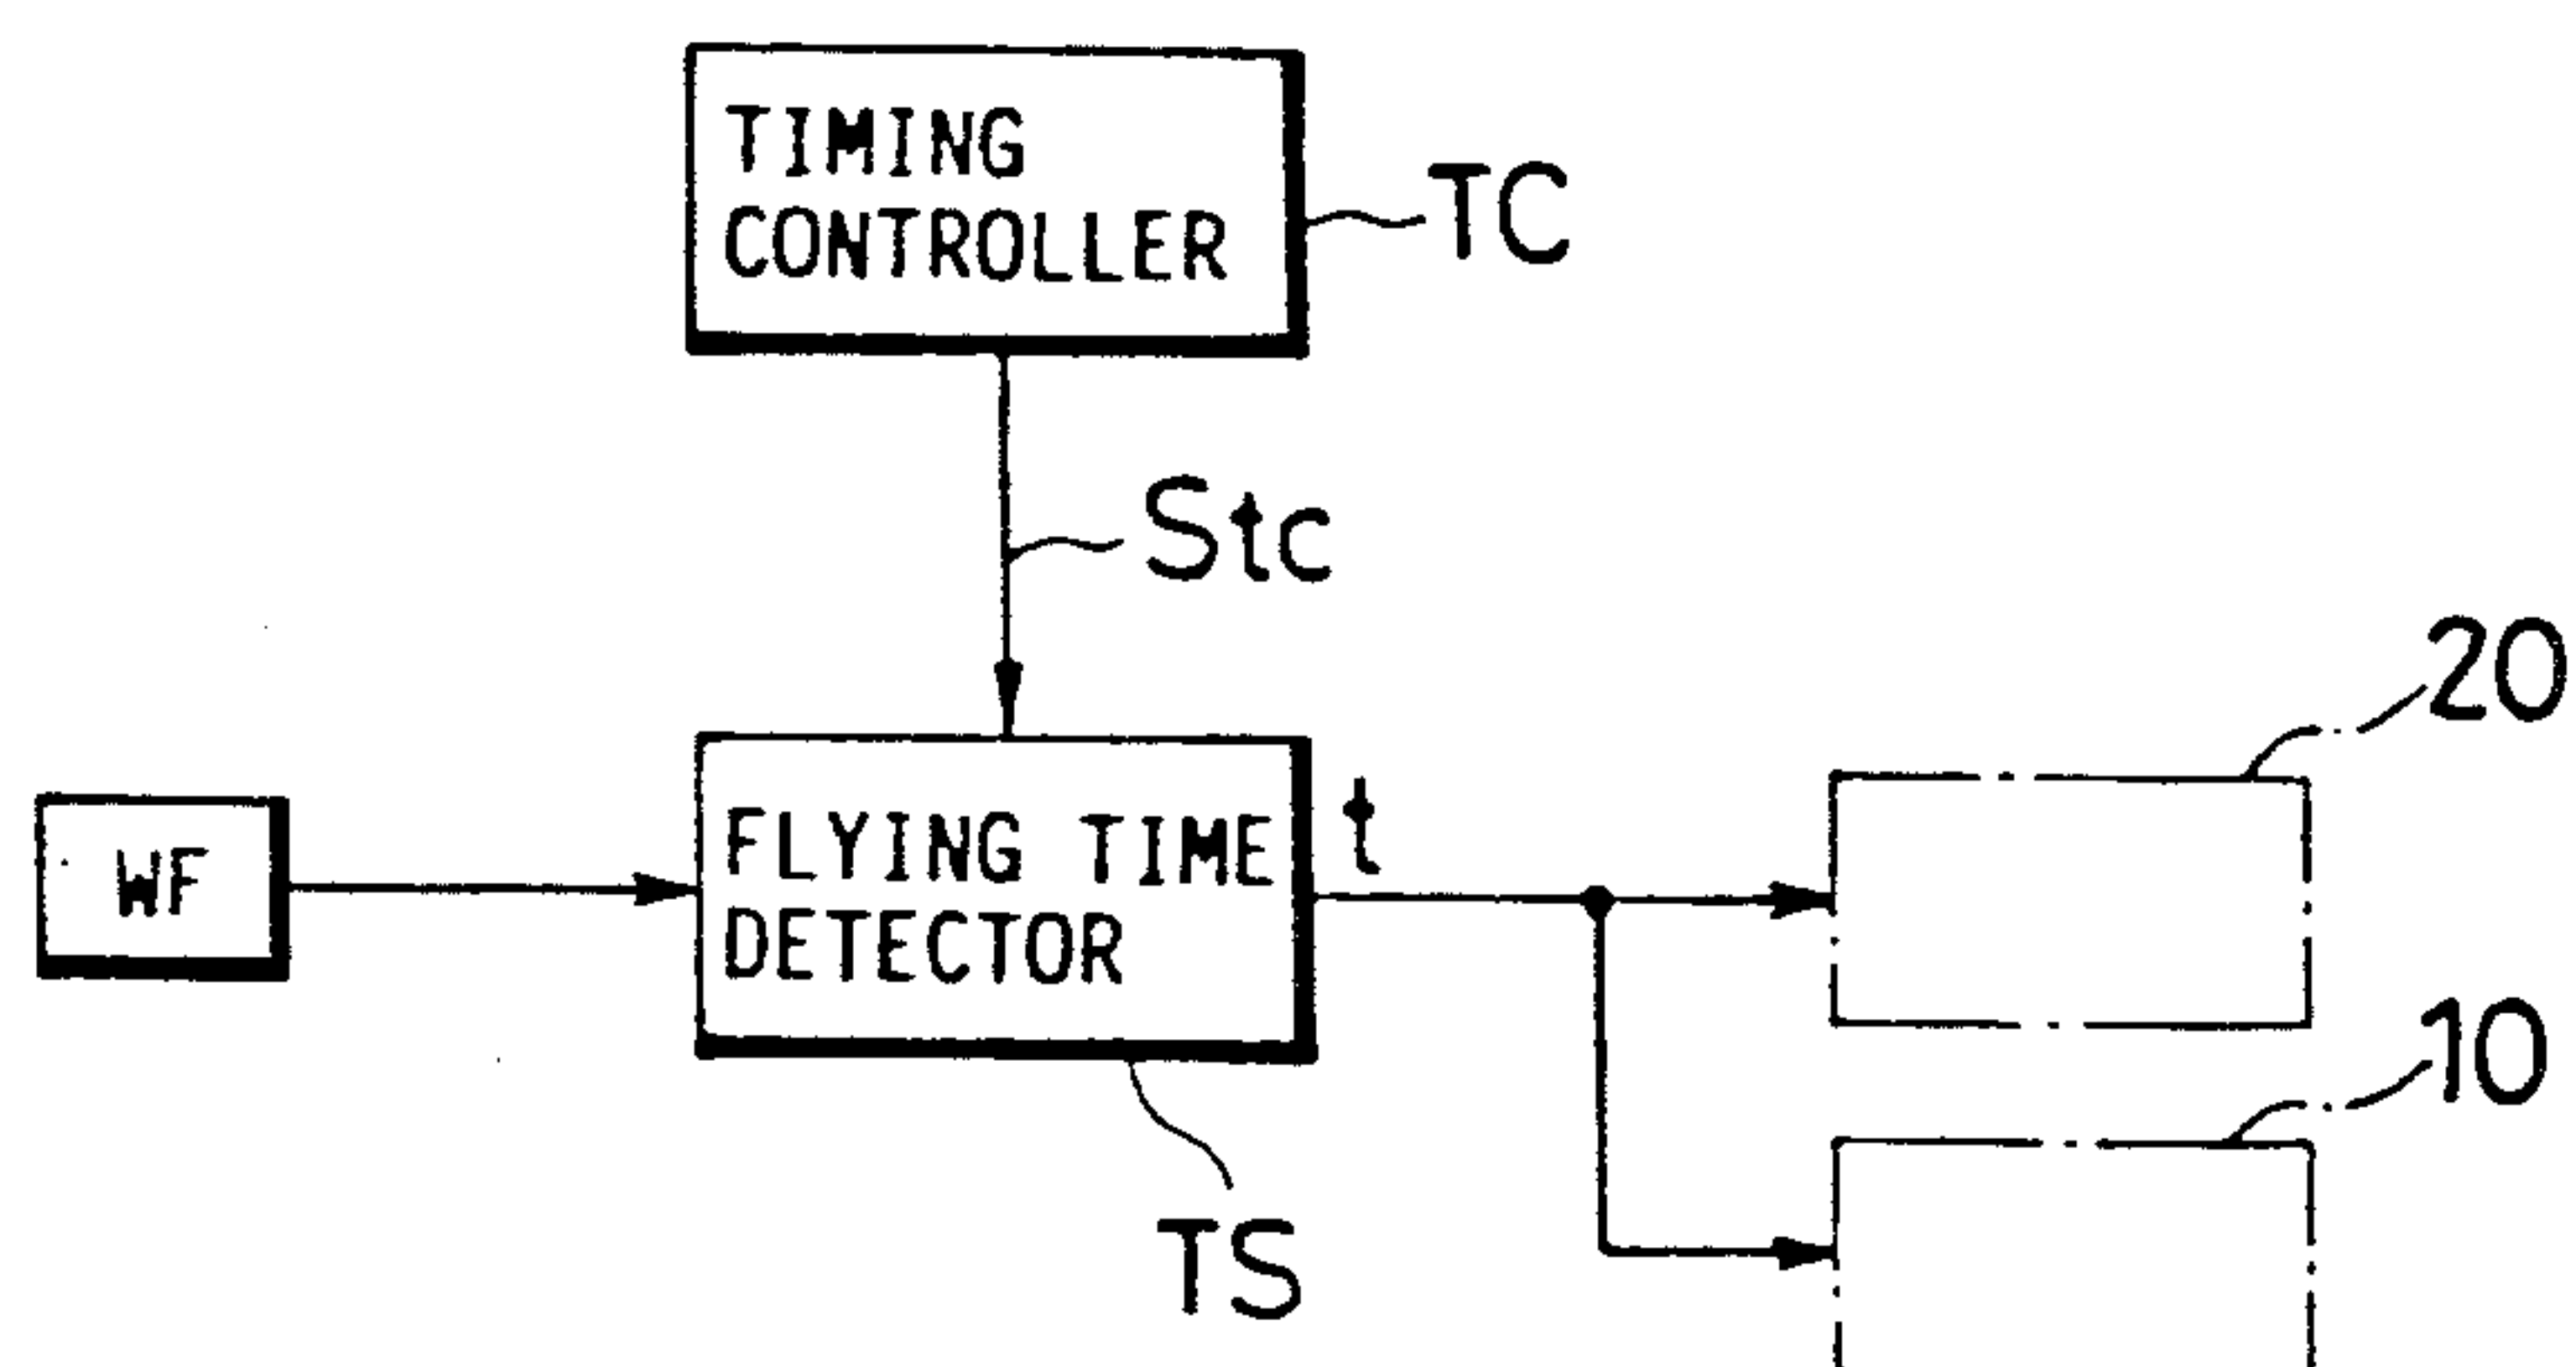 TIMING
CONTROLLER
TC
Stc
20
WF
FLYING TIME
DETECTOR
t
10
TS